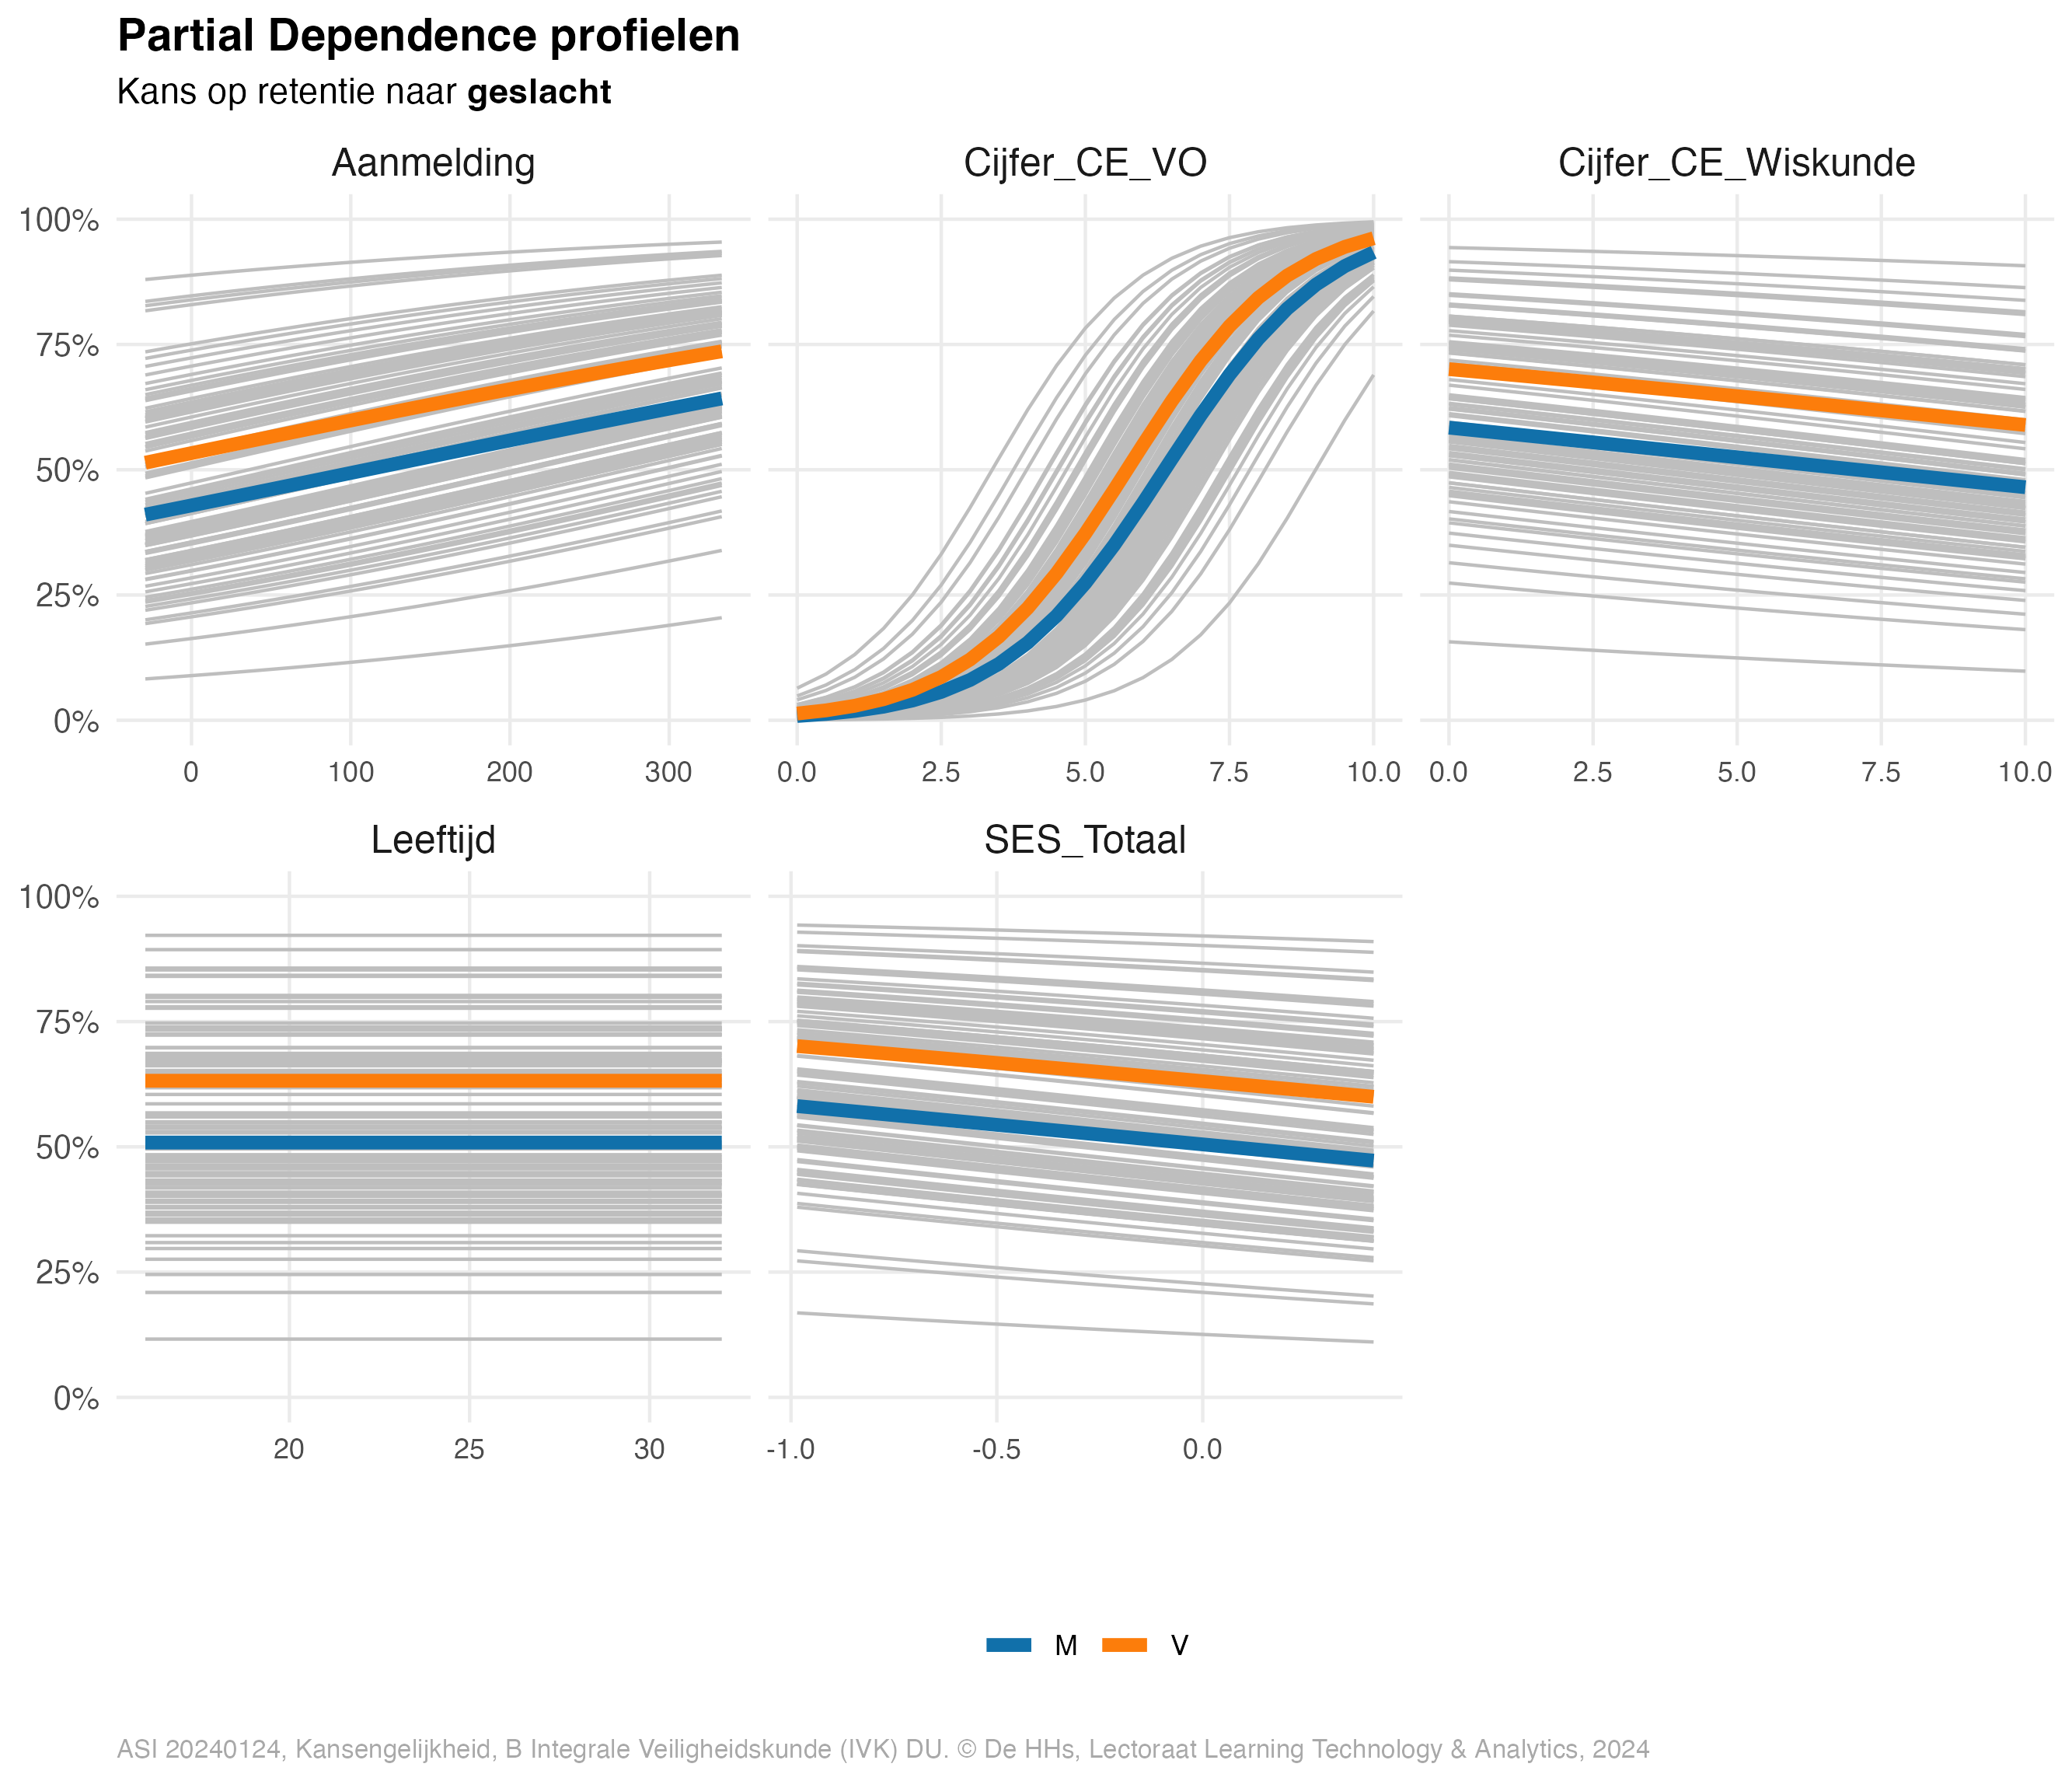 Partial Dependence profielen
Kans op retentie naar geslacht
Aanmelding
Cijfer_CE_VO
Cijfer_CE_Wiskunde
100%
75%
50%
25%
0%
0 100 200 300
0.0 2.5 5.0 7.5 10.0
0.0 2.5 5.0 7.5 10.0
Leeftijd
SES_Totaal
100%
75%
50%
25%
0%
20 25 30
-1.0 -0.5 0.0
M V
ASI 20240124, Kansengelijkheid, B Integrale Veiligheidskunde (IVK) DU. © De HHs, Lectoraat Learning Technology & Analytics, 2024